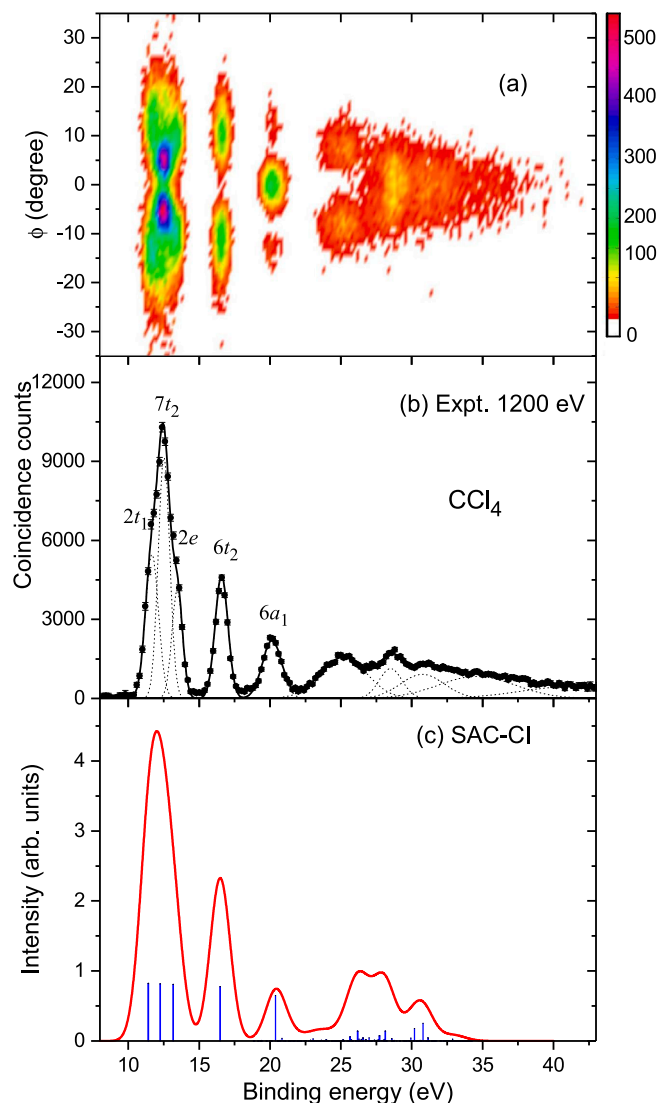 (a)
30
20
10
0
-10
-20
-30
ϕ (degree)
500
400
300
200
100
0
(b) Expt. 1200 eV
CCl₄
12000
9000
6000
3000
0
Coincidence counts
7t₂
2t₁
2e
6t₂
6a₁
(c) SAC-CI
4
3
2
1
0
Intensity (arb. units)
10 15 20 25 30 35 40
Binding energy (eV)